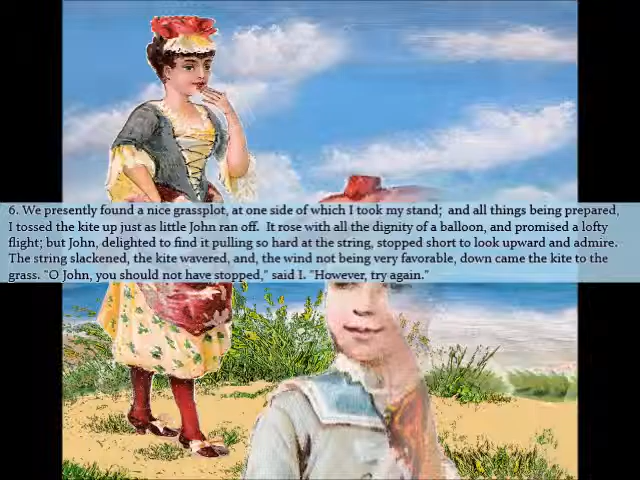 6. We presently found a nice grassplot, at one side of which I took my stand;  and all things being prepared,
I tossed the kite up just as little John ran off.  It rose with all the dignity of a balloon, and promised a lofty
flight; but John, delighted to find it pulling so hard at the string, stopped short to look upward and admire.
The string slackened, the kite wavered, and, the wind not being very favorable, down came the kite to the
grass. "O John, you should not have stopped," said I. "However, try again."